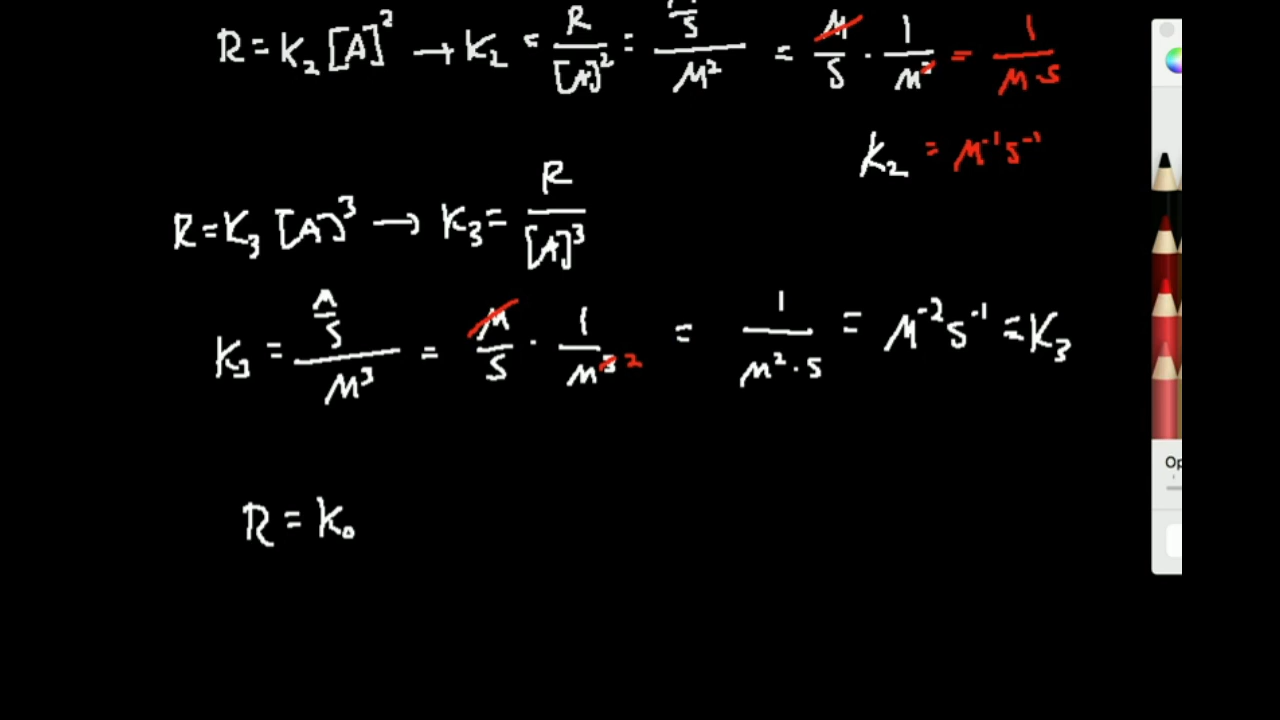 R = K₂[A]² → K₂ = R/[A]² = (M/S)/M² = M/S · 1/M² = 1/M·S
K₂ = M⁻¹S⁻¹
R = K₃[A]³ → K₃ = R/[A]³
K₃ = (M/S)/M³ = M/S · 1/M³ 2 = 1/M²·S = M⁻²S⁻¹ = K₃
R = K₀
Op